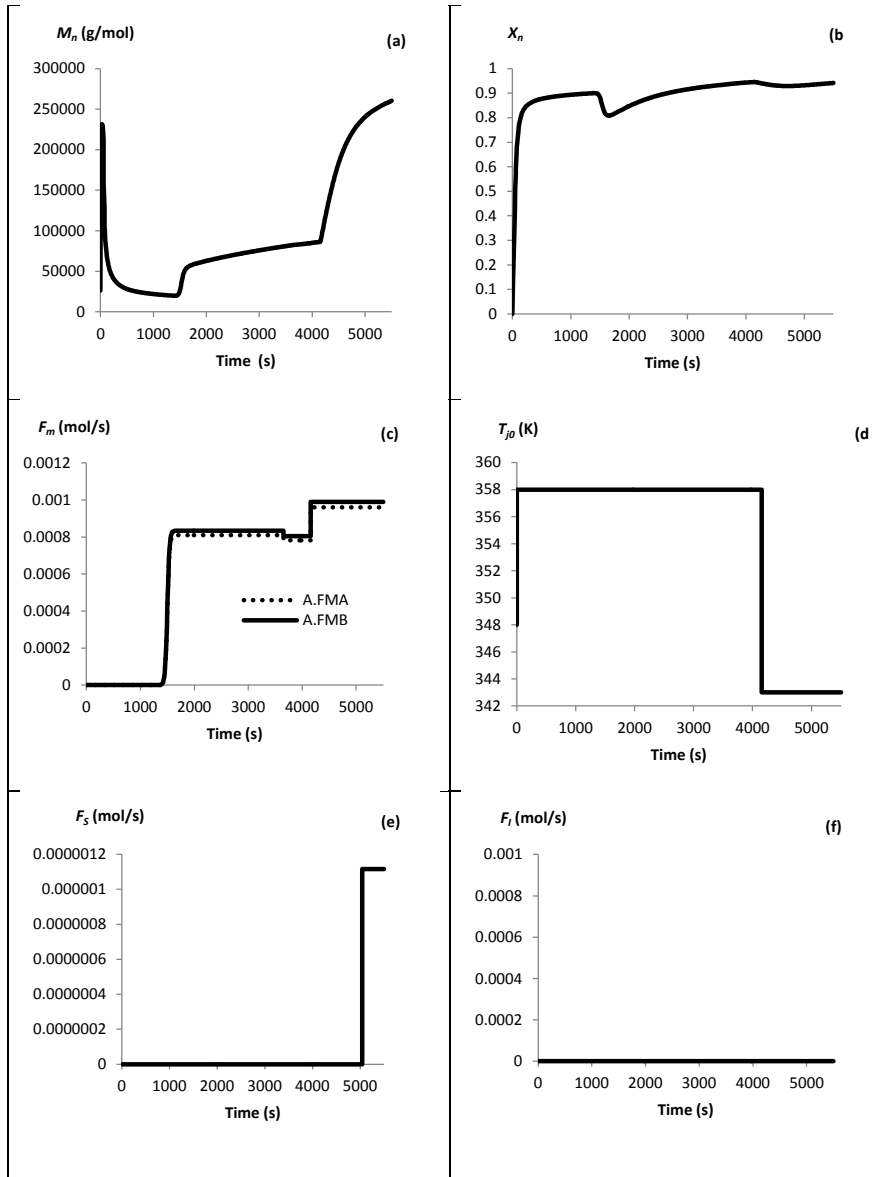 Mn (g/mol)
(a)
300000
250000
200000
150000
100000
50000
0
0 1000 2000 3000 4000 5000
Time (s)
Xn
(b
1
0.9
0.8
0.7
0.6
0.5
0.4
0.3
0.2
0.1
0
0 1000 2000 3000 4000 5000
Time (s)
Fm (mol/s)
(c)
0.0012
0.001
0.0008
0.0006
0.0004
0.0002
0
A.FMA
A.FMB
0 1000 2000 3000 4000 5000
Time (s)
Tj0 (K)
(d
360
358
356
354
352
350
348
346
344
342
0 1000 2000 3000 4000 5000
Time (s)
FS (mol/s)
(e)
0.0000012
0.000001
0.0000008
0.0000006
0.0000004
0.0000002
0
0 1000 2000 3000 4000 5000
Time (s)
FI (mol/s)
(f)
0.001
0.0008
0.0006
0.0004
0.0002
0
0 1000 2000 3000 4000 5000
Time (s)